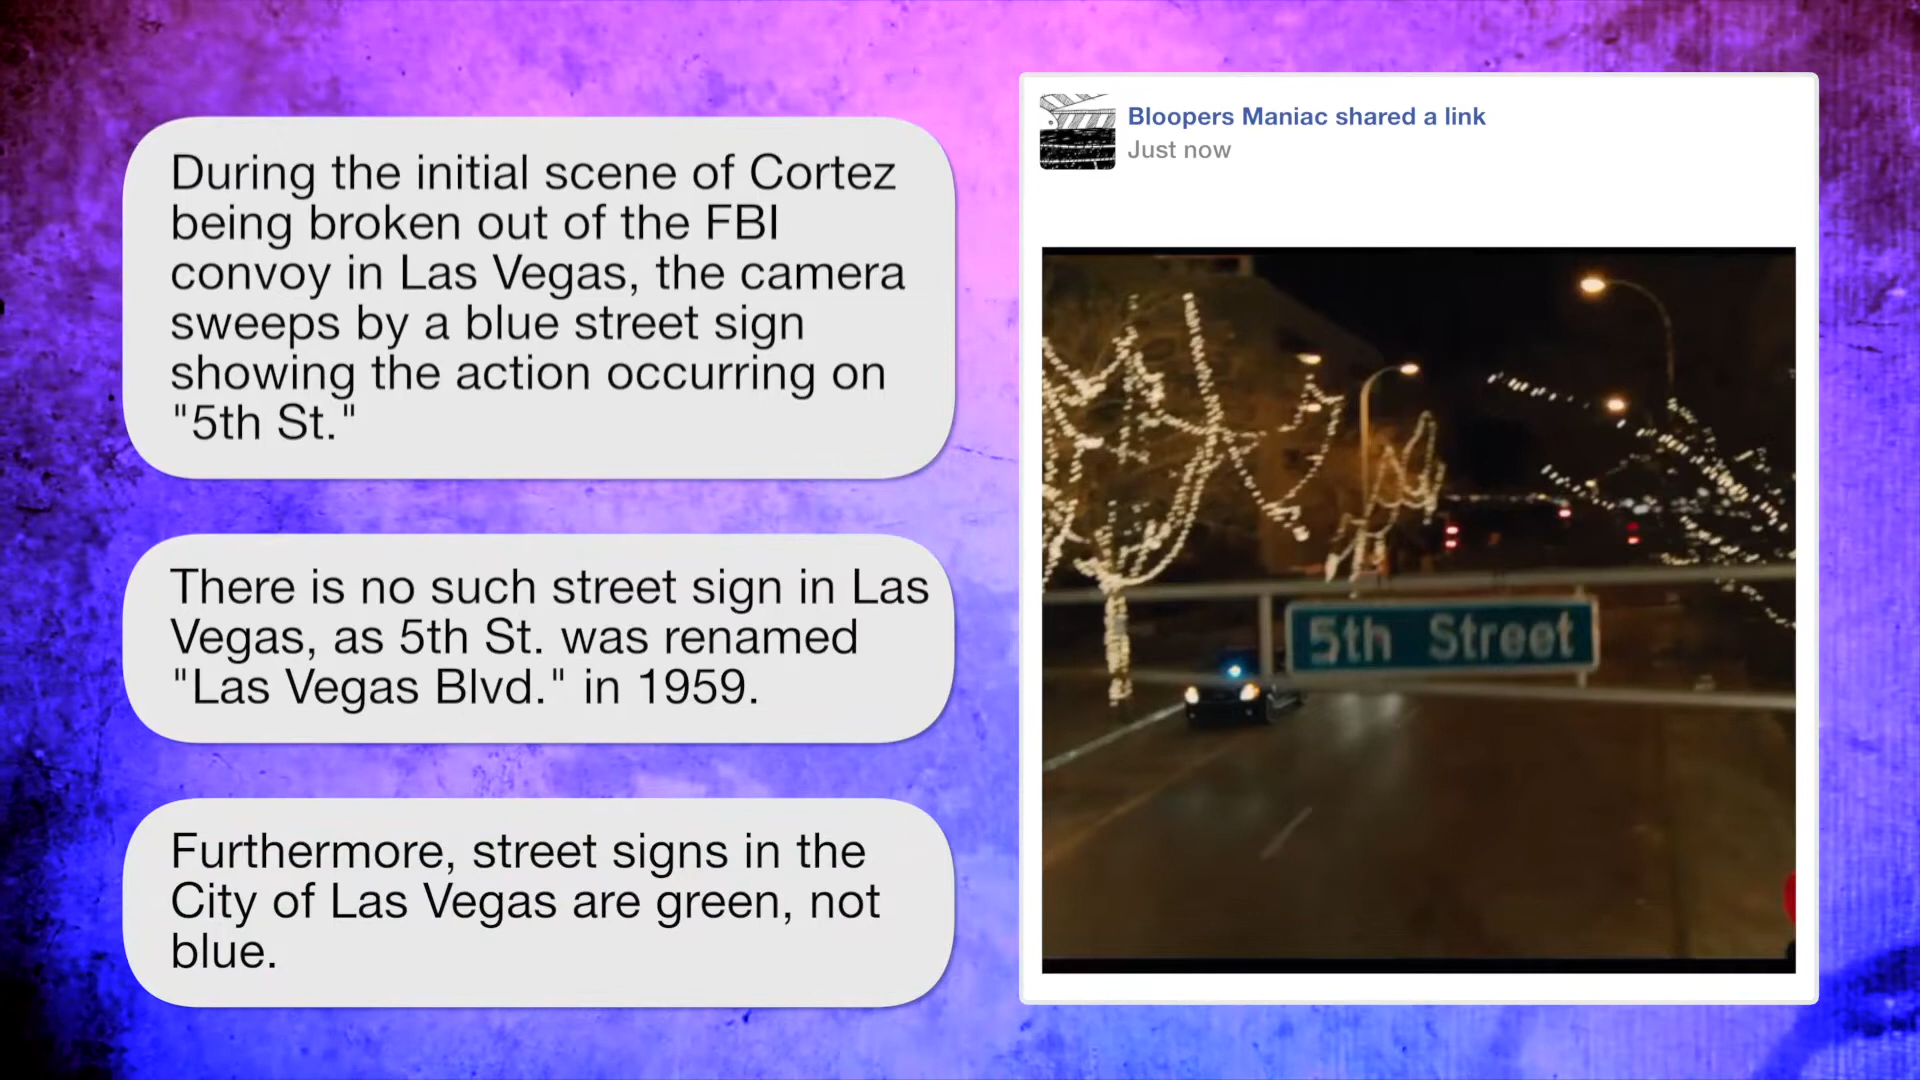 During the initial scene of Cortez
being broken out of the FBI
convoy in Las Vegas, the camera
sweeps by a blue street sign
showing the action occurring on
"5th St."
There is no such street sign in Las
Vegas, as 5th St. was renamed
"Las Vegas Blvd." in 1959.
Furthermore, street signs in the
City of Las Vegas are green, not
blue.
Bloopers Maniac shared a link
Just now
5th Street